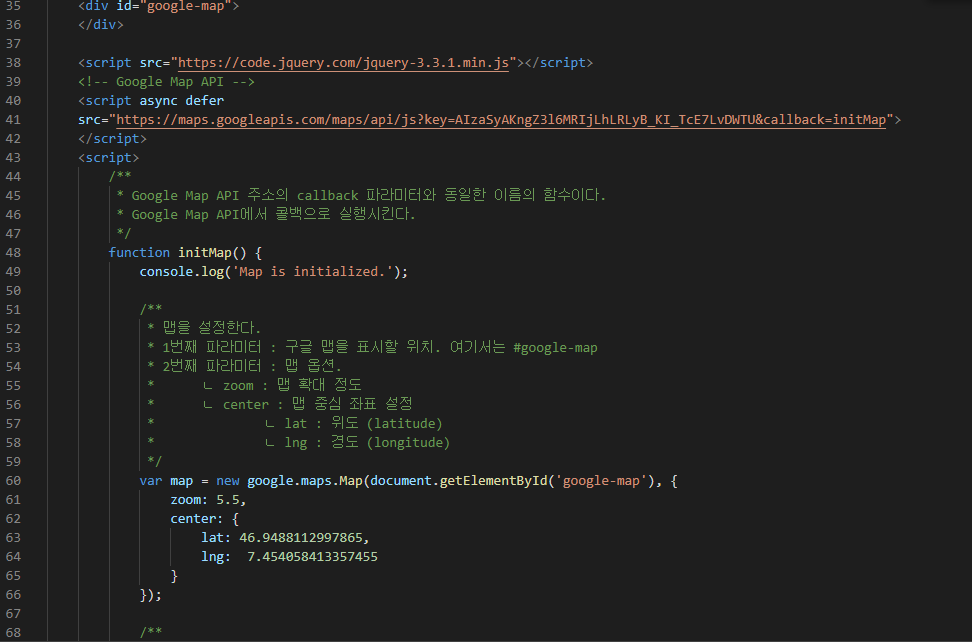 35 <div id="google-map">
36 </div>
37
38 <script src="https://code.jquery.com/jquery-3.3.1.min.js"></script>
39 <!-- Google Map API -->
40 <script async defer
41 src="https://maps.googleapis.com/maps/api/js?key=AIzaSyAKngZ3l6MRIjLhLRLyB_KI_TcE7LvDWTU&callback=initMap">
42 </script>
43 <script>
44 /**
45 * Google Map API 주소의 callback 파라미터와 동일한 이름의 함수이다.
46 * Google Map API에서 콜백으로 실행시킨다.
47 */
48 function initMap() {
49 console.log('Map is initialized.');
50
51 /**
52 * 맵을 설정한다.
53 * 1번째 파라미터 : 구글 맵을 표시할 위치. 여기서는 #google-map
54 * 2번째 파라미터 : 맵 옵션.
55 * ㄴ zoom : 맵 확대 정도
56 * ㄴ center : 맵 중심 좌표 설정
57 * ㄴ lat : 위도 (latitude)
58 * ㄴ lng : 경도 (longitude)
59 */
60 var map = new google.maps.Map(document.getElementById('google-map'), {
61 zoom: 5.5,
62 center: {
63 lat: 46.9488112997865,
64 lng: 7.454058413357455
65 }
66 });
67
68 /**